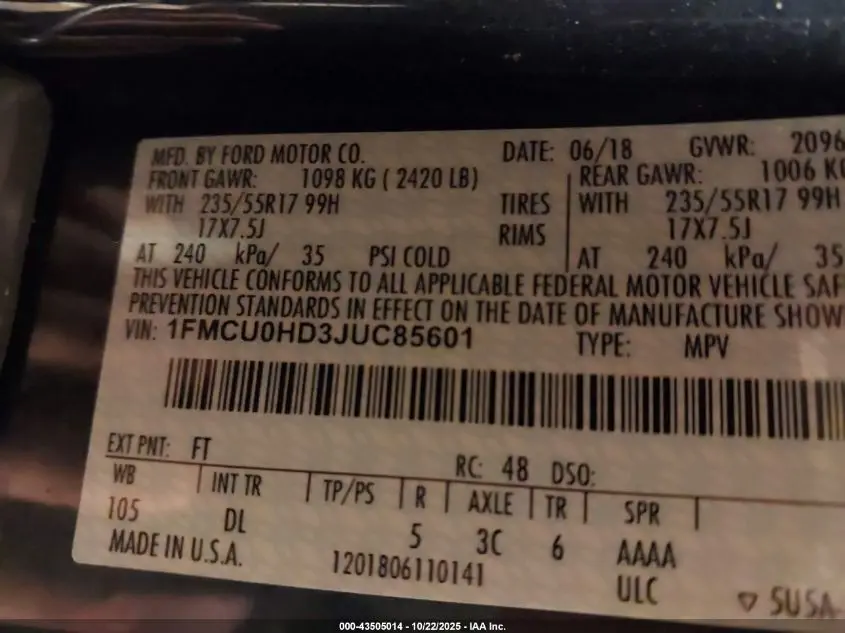 MFD. BY FORD MOTOR CO. DATE: 06/18 GVWR: 2096
FRONT GAWR: 1098 KG ( 2420 LB) REAR GAWR: 1006 KG
WITH 235/55R17 99H TIRES WITH 235/55R17 99H
17X7.5J RIMS 17X7.5J
AT 240 kPa/ 35 PSI COLD AT 240 kPa/ 35
THIS VEHICLE CONFORMS TO ALL APPLICABLE FEDERAL MOTOR VEHICLE SAF
PREVENTION STANDARDS IN EFFECT ON THE DATE OF MANUFACTURE SHOW
VIN: 1FMCU0HD3JUC85601 TYPE: MPV
EXT PNT: FT RC: 48 DSO:
WB INT TR TP/PS R AXLE TR SPR
105 DL 5 3C 6 AAAA
MADE IN U.S.A. 1201806110141 ULC ▽ 5U5A-
000-43505014 - 10/22/2025 - IAA Inc.